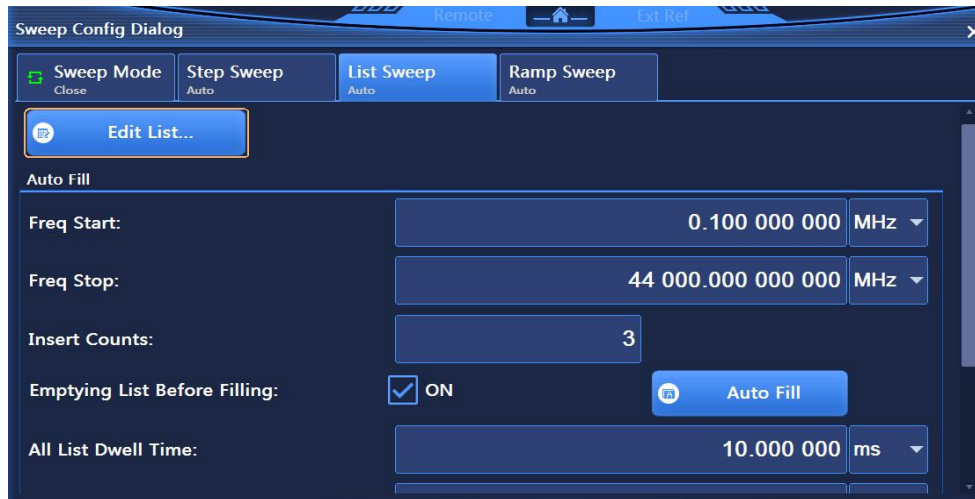 Remote Ext Ref
Sweep Config Dialog
Sweep Mode Step Sweep List Sweep Ramp Sweep
Close Auto Auto Auto
Edit List...
Auto Fill
Freq Start: 0.100 000 000 MHz
Freq Stop: 44 000.000 000 000 MHz
Insert Counts: 3
Emptying List Before Filling: ON Auto Fill
All List Dwell Time: 10.000 000 ms